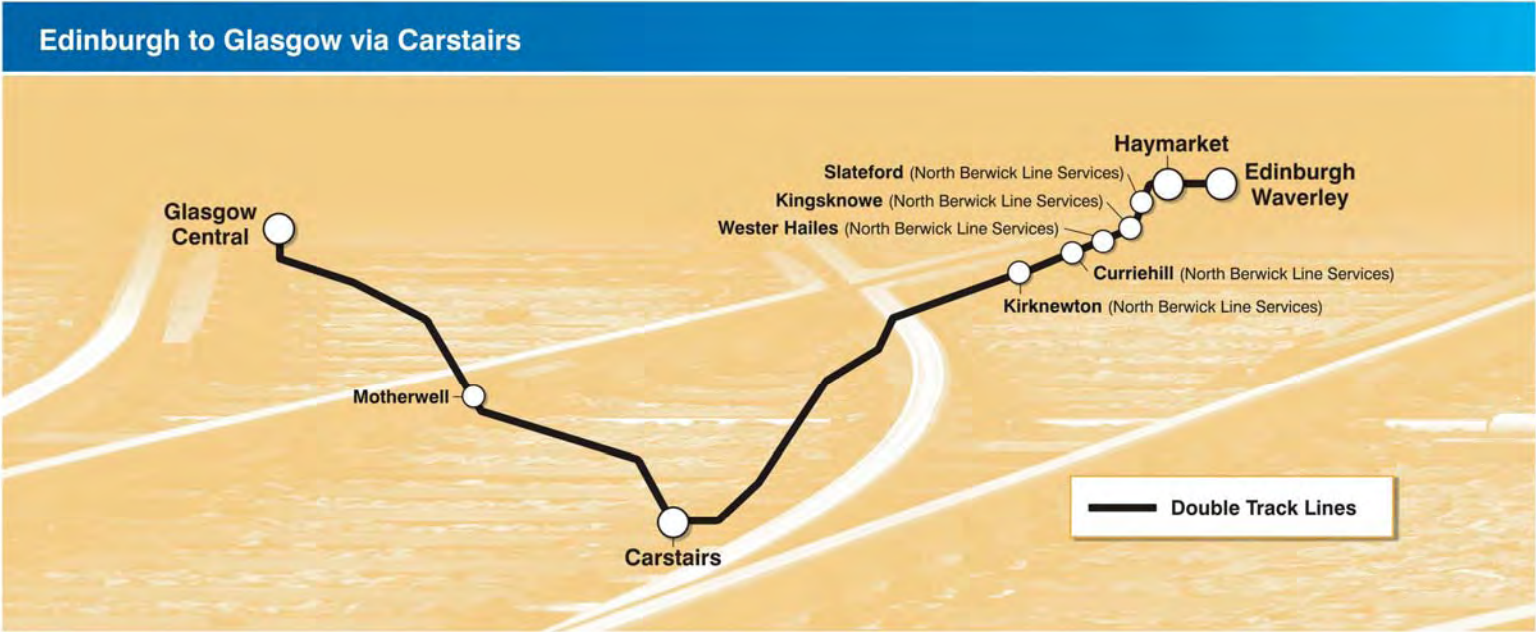 Edinburgh to Glasgow via Carstairs
Haymarket
Edinburgh
Waverley
Slateford (North Berwick Line Services)
Kingsknowe (North Berwick Line Services)
Wester Hailes (North Berwick Line Services)
Glasgow
Central
Curriehill (North Berwick Line Services)
Kirknewton (North Berwick Line Services)
Motherwell
Carstairs
Double Track Lines